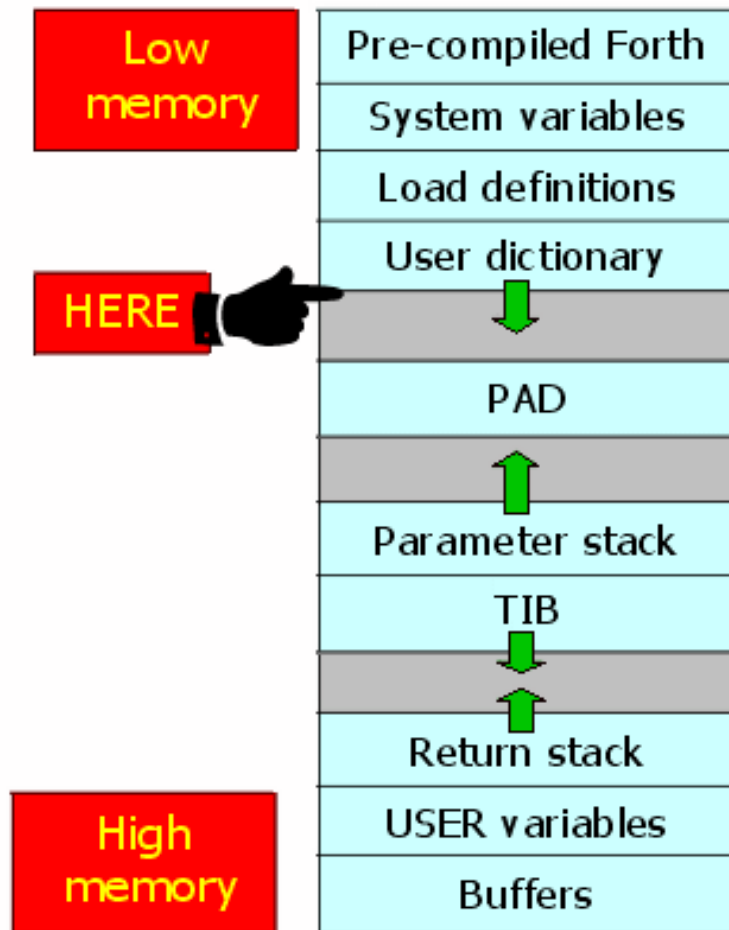 Low
memory
Pre-compiled Forth
System variables
Load definitions
User dictionary
HERE
PAD
Parameter stack
TIB
Return stack
USER variables
High
memory
Buffers